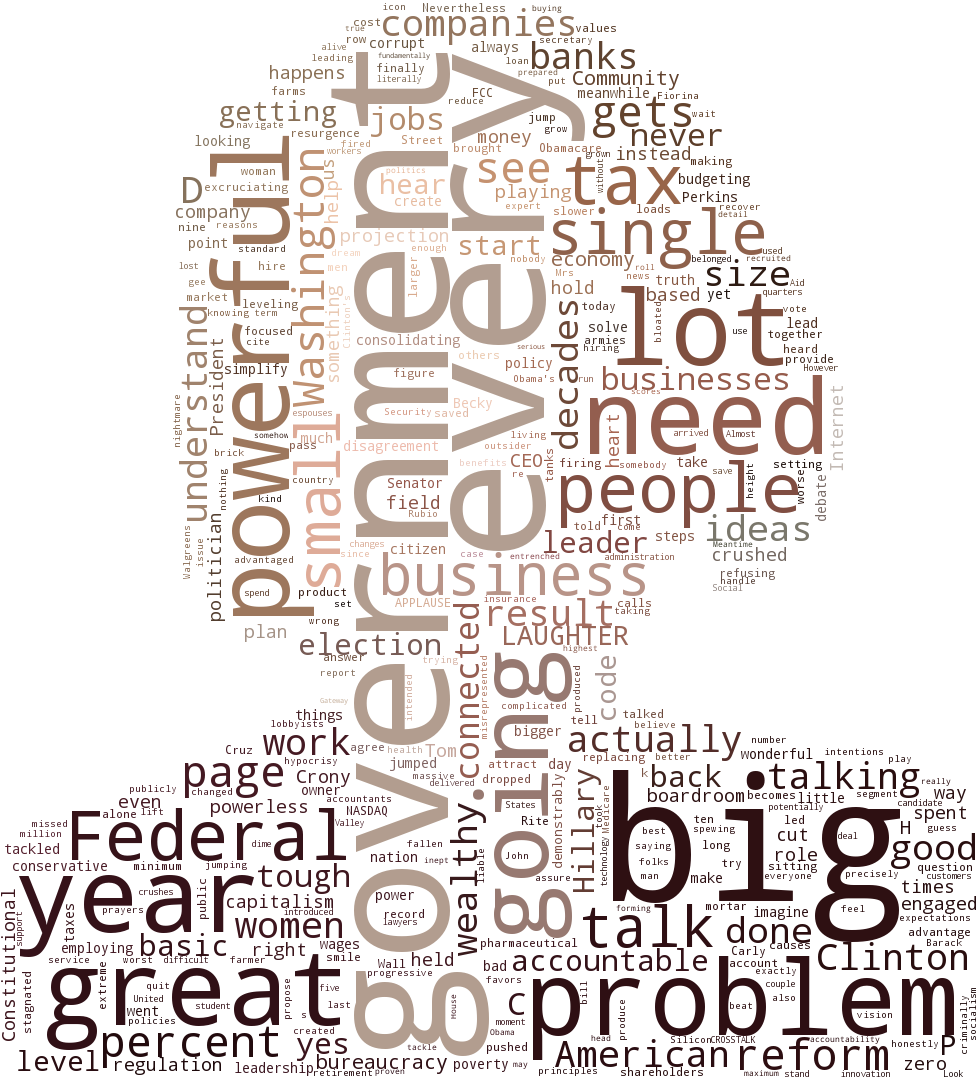 icon
Nevertheless
buying
cost
companies
values
true
row
corrupt
always
secretary
alive
leading
fundamentally
banks
happens
finally
literally
loan
prepared
put
Community
farms
FCC
meanwhile
Fiorina
getting
reduce
gets
wait
navigate
jobs
jump
grow
never
looking
resurgence
fired
Street
money
Obamacare
workers
brought
grown
instead
making
woman
politics
see
tax
without
budgeting
D
excruciating
us
hear
playing
Perkins
company
help
create
expert
slower
loads
recover
detail
nine
reasons
projection
start
single
point
standard
dream
enough
nobody
economy
used
belonged
recruited
lost
hire
men
larger
Mrs
roll
news
truth
size
Aid
gee
market
leveling
something
Clinton's
hold
based
yet
quarters
knowing
term
today
bloated
vote
focused
consolidating
serious
solve
armies
use
lead
together
cite
others
hiring
lot
heard
provide
simplify
figure
policy
Obama's
run
However
powerful
Washington
government
every
decades
businesses
understand
President
espouses
Security
saved
Becky
scores
need
Internet
nightmare
somehow
much
pass
disagreement
outsider
living
heart
arrived
Almost
brick
nothing
country
benefits
CEO
firing
somebody
take
save
height
setting
worse
debate
kind
small
Senator
re
tanks
people
field
Rubio
told
come
first
ideas
Walgreens
issue
politician
changes
since
citizen
case
entrenched
leader
steps
administration
Meantime
crushed
advantaged
business
refusing
handle
Social
spend
product
set
APPLAUSE
insurance
result
calls
taking
wrong
plan
election
connected
LAUGHTER
highest
answer
trying
report
intended
misrepresented
going
produced
code
Gateway
complicated
lobbyists
things
bigger
tell
talked
believe
Cruz
work
agree
health
Tom
actually
number
hypocrisy
jumped
massive
attract
day
replacing
better
wonderful
intentions
page
Crony
delivered
dropped
k
back
talking
play
publicly
changed
owner
accountants
States
demonstrably
Hillary
boardroom
becomes
little
segment
way
really
even
powerless
NASDAQ
Rite
took
potentially
candidate
missed
alone
lift
Valley
wealthy
technology
Medicare
ten
spewing
led
spent
million
Federal
dime
fallen
inept
John
best
saying
cut
deal
H
guess
tackled
nation
liable
assure
folks
long
role
good
conservative
minimum
jumping
tough
man
try
sitting
everyone
precisely
question
customers
year
crushes
public
capitalism
power
make
big
times
prayers
introduced
record
lawyers
forming
mortar
imagine
feel
engaged
expectations
Constitutional
support
taxes
women
talk
done
advantage
Barack
employing
basic
right
wages
smile
pharmaceutical
Carly
causes
service
worst
difficult
farmer
Wall
held
bad
accountable
account
exactly
Clinton
stagnated
great
extreme
progressive
favors
couple
also
quit
student
propose
five
House
C
bill
problem
vision
went
United
last
moment
produce
beat
criminally
socialism
policies
percent
created
yes
Obama
pushed
head
Silicon
CROSSTALK
accountability
honestly
P
tackle
level
regulation
leadership
bureaucracy
retirement
proven
poverty
may
principles
American
shareholders
reform
maximum
stand
innovation
zero
Look